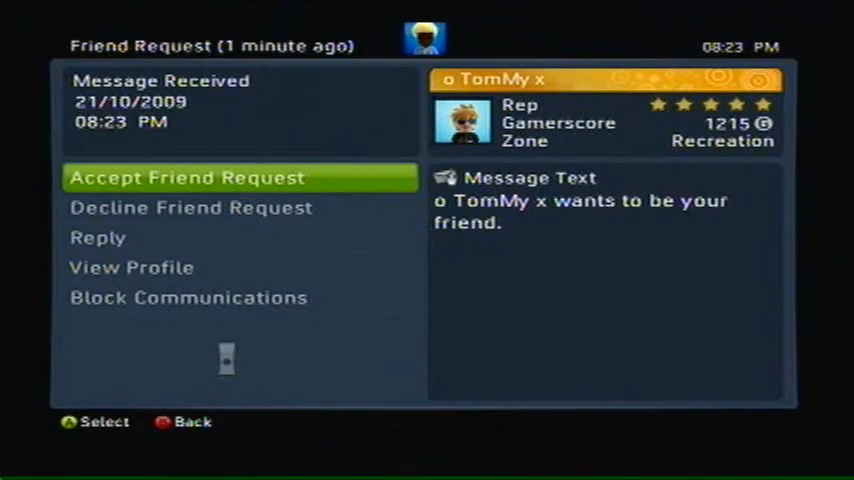 Friend Request (1 minute ago)
08:23 PM
Message Received
21/10/2009
08:23 PM
Accept Friend Request
Decline Friend Request
Reply
View Profile
Block Communications
o TomMy x
Rep
Gamerscore 1215 G
Zone Recreation
Message Text
o TomMy x wants to be your
friend.
A Select B Back